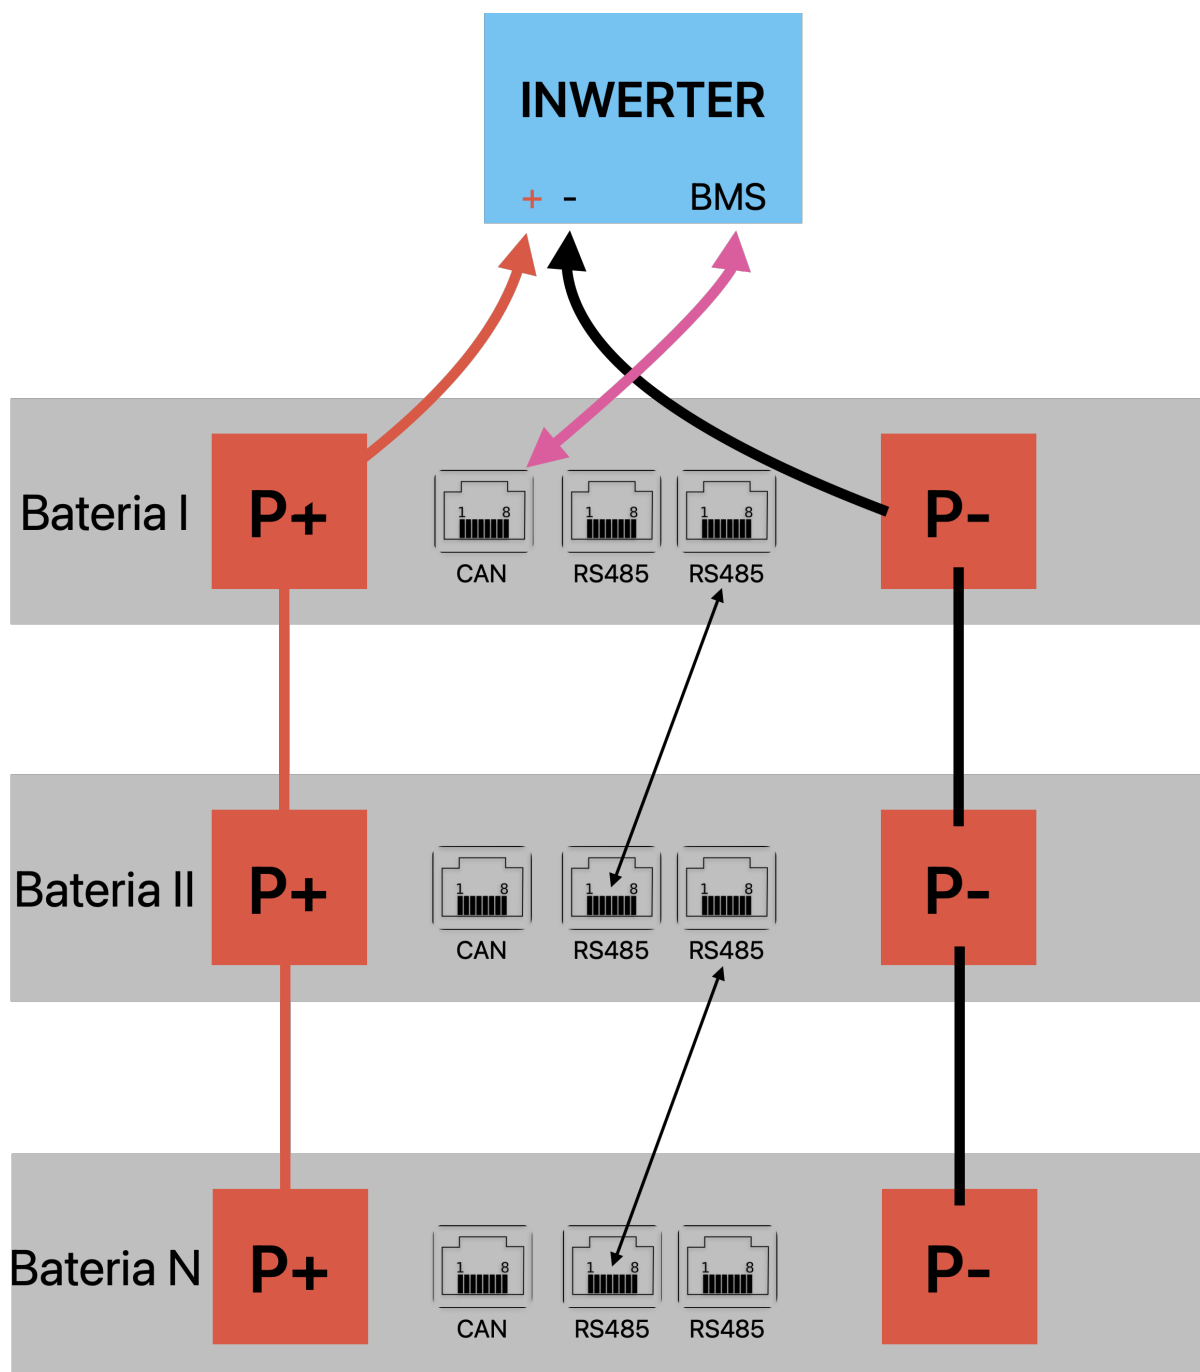 INWERTER
+ - BMS
Bateria I P+ 1 8 1 8 1 8 P-
CAN RS485 RS485
Bateria II P+ 1 8 1 8 1 8 P-
CAN RS485 RS485
Bateria N P+ 1 8 1 8 1 8 P-
CAN RS485 RS485